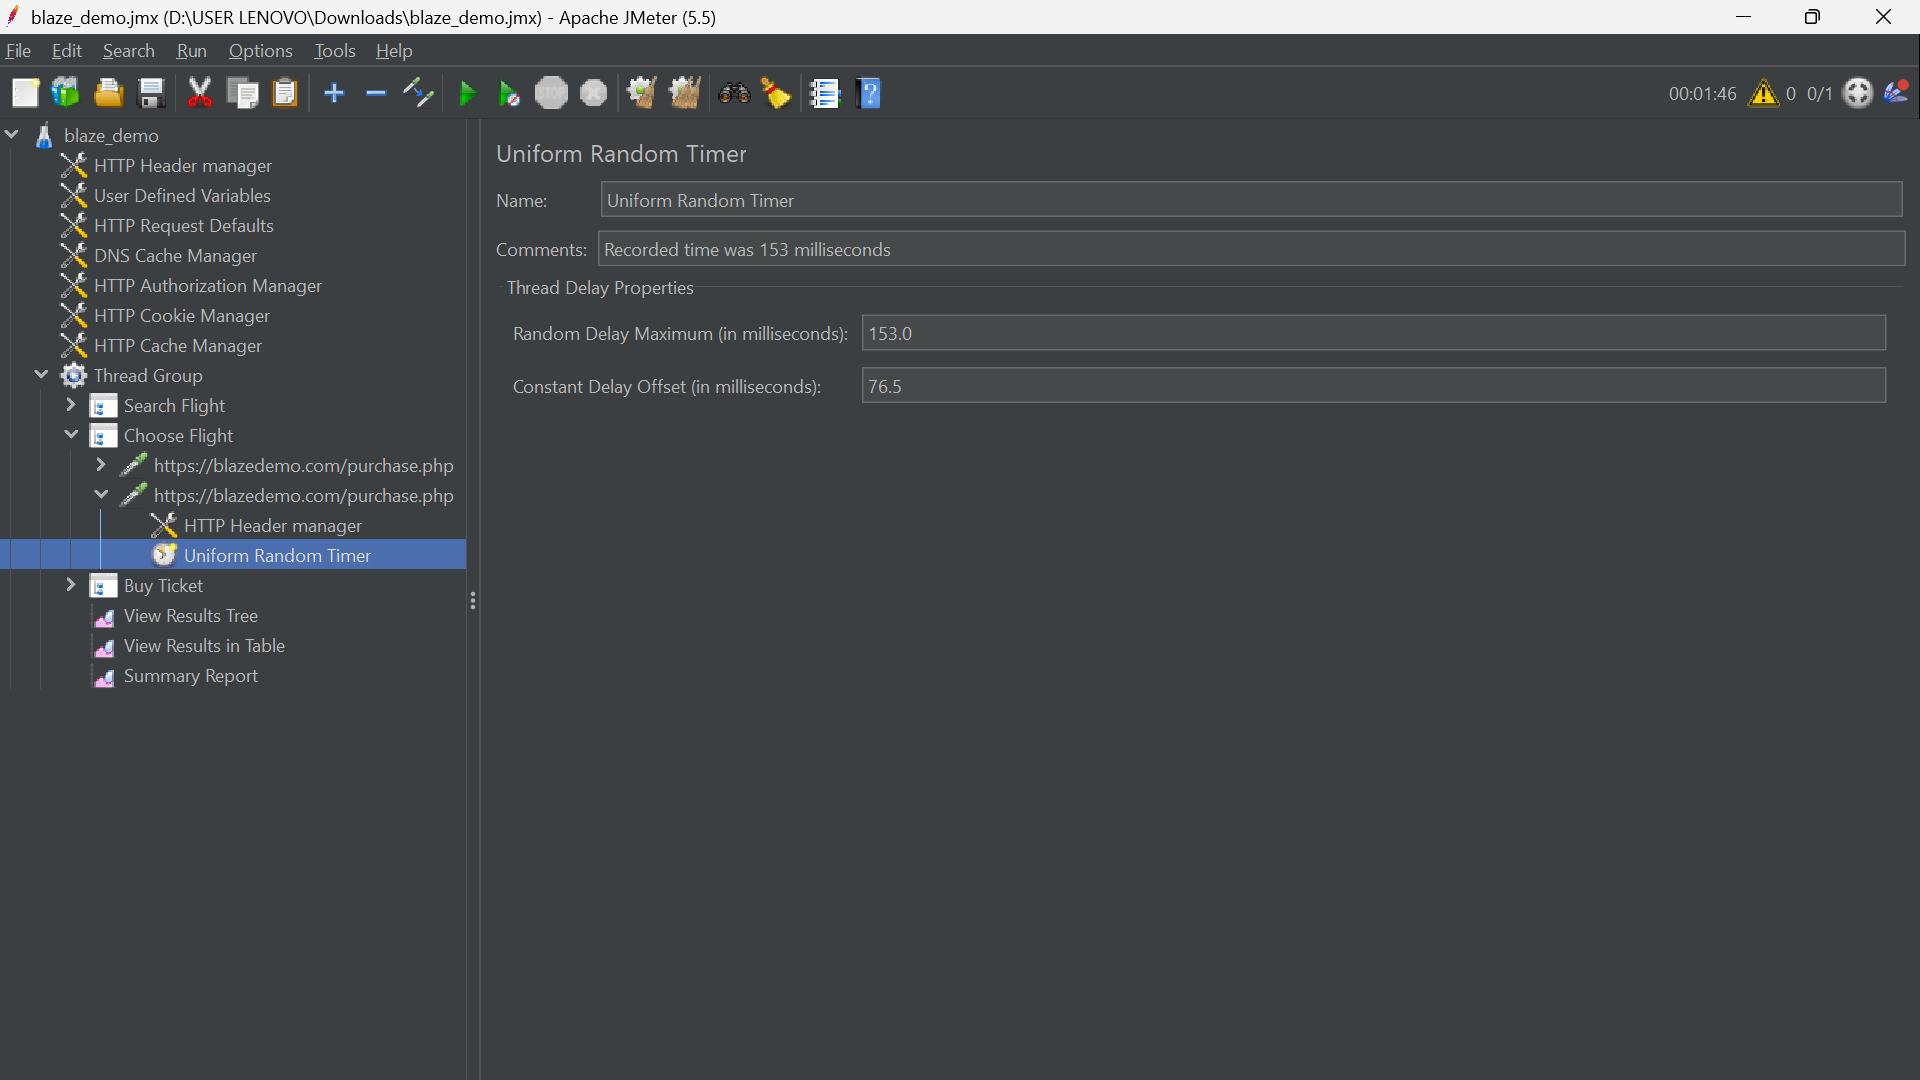 blaze_demo.jmx (D:\USER LENOVO\Downloads\blaze_demo.jmx) - Apache JMeter (5.5)
File Edit Search Run Options Tools Help
STOP
00:01:46 0 0/1
blaze_demo
HTTP Header manager
User Defined Variables
HTTP Request Defaults
DNS Cache Manager
HTTP Authorization Manager
HTTP Cookie Manager
HTTP Cache Manager
Thread Group
Search Flight
Choose Flight
https://blazedemo.com/purchase.php
https://blazedemo.com/purchase.php
HTTP Header manager
Uniform Random Timer
Buy Ticket
View Results Tree
View Results in Table
Summary Report
Uniform Random Timer
Name: Uniform Random Timer
Comments: Recorded time was 153 milliseconds
Thread Delay Properties
Random Delay Maximum (in milliseconds): 153.0
Constant Delay Offset (in milliseconds): 76.5